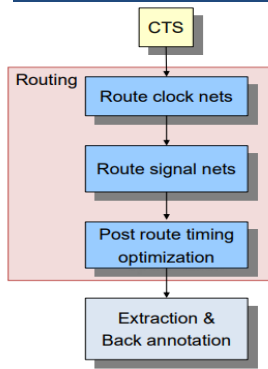 CTS
Routing
Route clock nets
Route signal nets
Post route timing
optimization
Extraction &
Back annotation